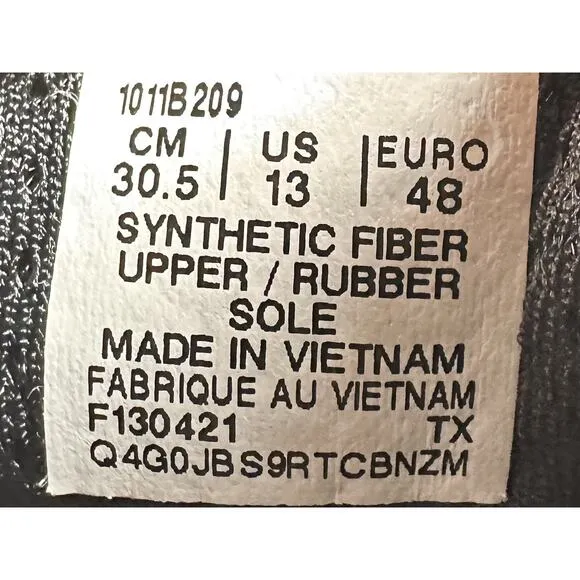 1011B209
CM | US | EURO
30.5 | 13 | 48
SYNTHETIC FIBER
UPPER / RUBBER
SOLE
MADE IN VIETNAM
FABRIQUE AU VIETNAM
F130421 TX
Q4G0JBS9RTCBNZM